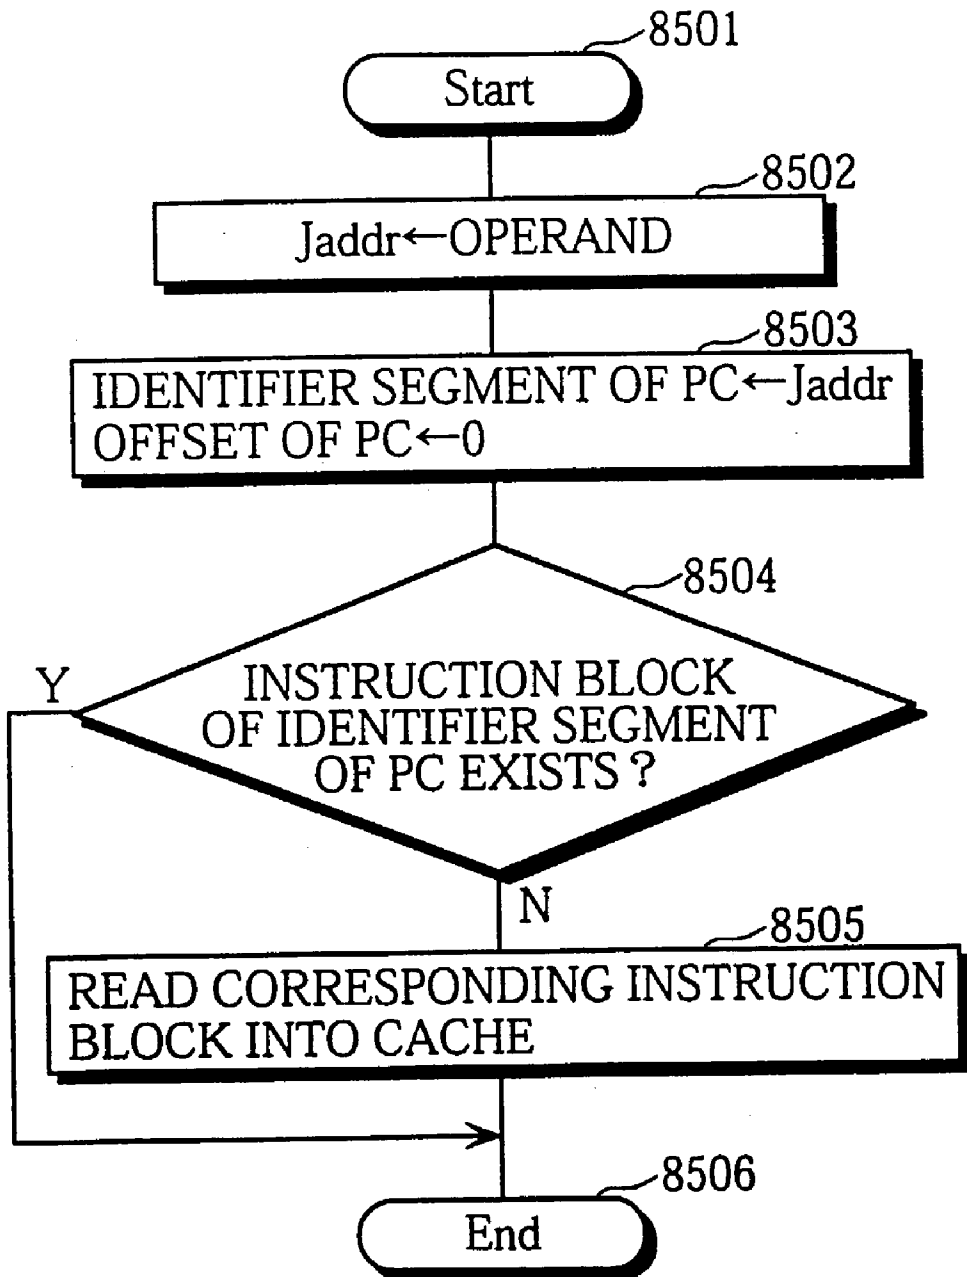 8501
Start
8502
Jaddr←OPERAND
8503
IDENTIFIER SEGMENT OF PC←Jaddr
OFFSET OF PC←0
8504
Y
INSTRUCTION BLOCK
OF IDENTIFIER SEGMENT
OF PC EXISTS ?
N
8505
READ CORRESPONDING INSTRUCTION
BLOCK INTO CACHE
8506
End